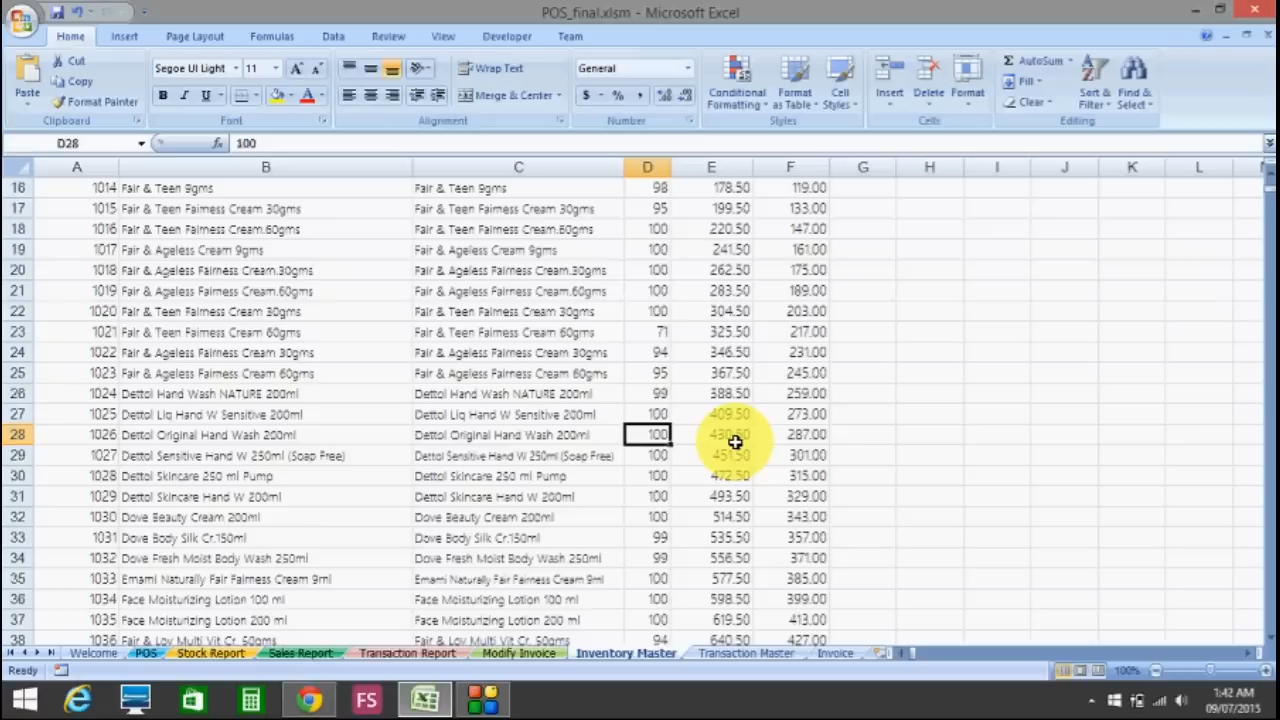 POS_final.xlsm - Microsoft Excel
Home Insert Page Layout Formulas Data Review View Developer Team
Paste Cut Copy Format Painter Clipboard
Segoe UI Light 11 B I U A Font
Wrap Text Merge & Center Alignment
General $ % , Number
Conditional Formatting Format as Table Cell Styles Styles
Insert Delete Format Cells
AutoSum Fill Clear Sort & Filter Find & Select Editing
D28 fx 100
A B C D E F G H I J K L
16 1014 Fair & Teen 9gms Fair & Teen 9gms 98 178.50 119.00
17 1015 Fair & Teen Fairness Cream 30gms Fair & Teen Fairness Cream 30gms 95 199.50 133.00
18 1016 Fair & Teen Fairness Cream.60gms Fair & Teen Fairness Cream.60gms 100 220.50 147.00
19 1017 Fair & Ageless Cream 9gms Fair & Ageless Cream 9gms 100 241.50 161.00
20 1018 Fair & Ageless Fairness Cream.30gms Fair & Ageless Fairness Cream.30gms 100 262.50 175.00
21 1019 Fair & Ageless Fairness Cream.60gms Fair & Ageless Fairness Cream.60gms 100 283.50 189.00
22 1020 Fair & Teen Fairness Cream 30gms Fair & Teen Fairness Cream 30gms 100 304.50 203.00
23 1021 Fair & Teen Fairness Cream 60gms Fair & Teen Fairness Cream 60gms 71 325.50 217.00
24 1022 Fair & Ageless Fairness Cream 30gms Fair & Ageless Fairness Cream 30gms 94 346.50 231.00
25 1023 Fair & Ageless Fairness Cream 60gms Fair & Ageless Fairness Cream 60gms 95 367.50 245.00
26 1024 Dettol Hand Wash NATURE 200ml Dettol Hand Wash NATURE 200ml 99 388.50 259.00
27 1025 Dettol Liq Hand W Sensitive 200ml Dettol Liq Hand W Sensitive 200ml 100 409.50 273.00
28 1026 Dettol Original Hand Wash 200ml Dettol Original Hand Wash 200ml 100 430.50 287.00
29 1027 Dettol Sensitive Hand W 250ml (Soap Free) Dettol Sensitive Hand W 250ml (Soap Free) 100 451.50 301.00
30 1028 Dettol Skincare 250 ml Pump Dettol Skincare 250 ml Pump 100 472.50 315.00
31 1029 Dettol Skincare Hand W 200ml Dettol Skincare Hand W 200ml 100 493.50 329.00
32 1030 Dove Beauty Cream 200ml Dove Beauty Cream 200ml 100 514.50 343.00
33 1031 Dove Body Silk Cr.150ml Dove Body Silk Cr.150ml 99 535.50 357.00
34 1032 Dove Fresh Moist Body Wash 250ml Dove Fresh Moist Body Wash 250ml 99 556.50 371.00
35 1033 Emami Naturally Fair Fairness Cream 9ml Emami Naturally Fair Fairness Cream 9ml 100 577.50 385.00
36 1034 Face Moisturizing Lotion 100 ml Face Moisturizing Lotion 100 ml 100 598.50 399.00
37 1035 Face Moisturizing Lotion 200 ml Face Moisturizing Lotion 200 ml 100 619.50 413.00
38 1036 Fair & Lov Multi Vit Cr. 50gms Fair & Lov Multi Vit Cr. 50gms 94 640.50 427.00
Welcome POS Stock Report Sales Report Transaction Report Modify Invoice Inventory Master Transaction Master Invoice
Ready 100%
FS 1:42 AM
09/07/2015